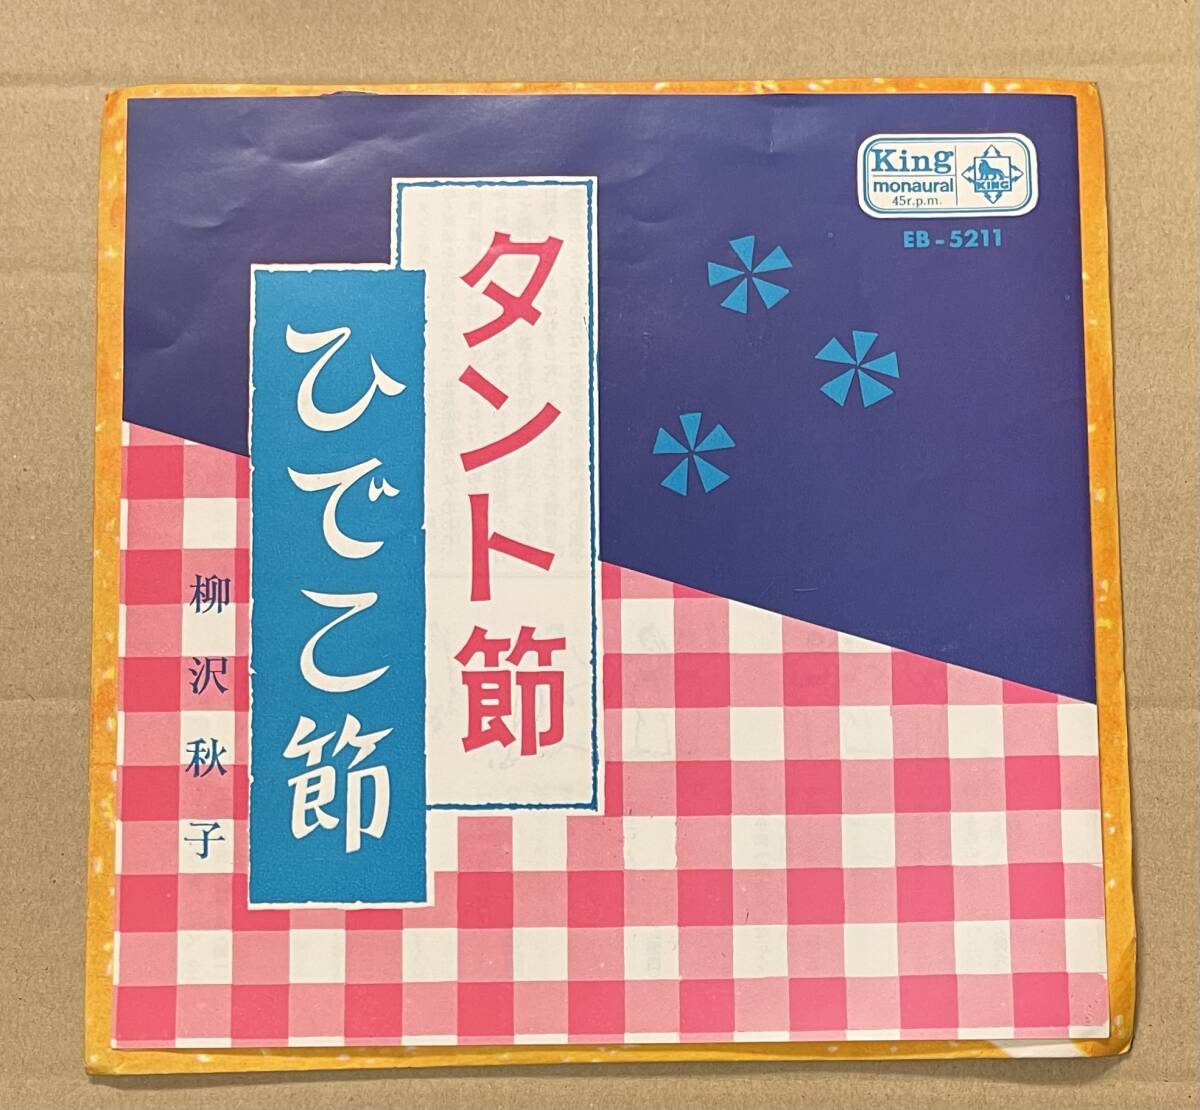 King
monaural
45r.p.m.
KING
EB-5211
タント節
ひでこ節
柳沢秋子